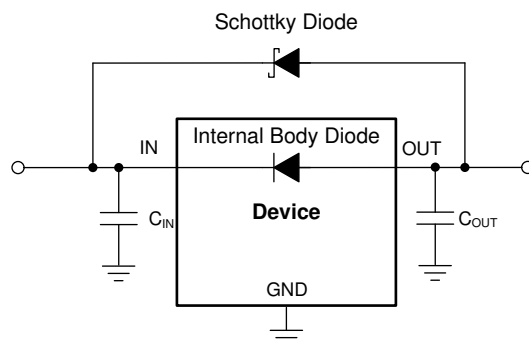 Schottky Diode
Internal Body Diode
IN
OUT
Device
C_IN
C_OUT
GND